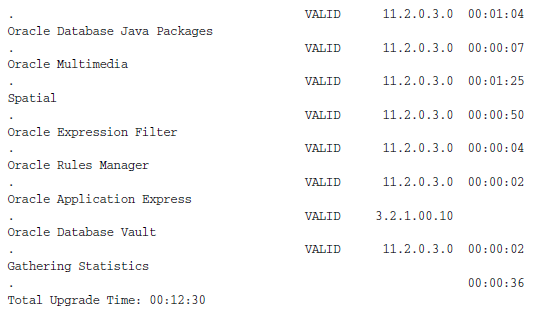 . VALID 11.2.0.3.0 00:01:04
Oracle Database Java Packages
. VALID 11.2.0.3.0 00:00:07
Oracle Multimedia
. VALID 11.2.0.3.0 00:01:25
Spatial
. VALID 11.2.0.3.0 00:00:50
Oracle Expression Filter
. VALID 11.2.0.3.0 00:00:04
Oracle Rules Manager
. VALID 11.2.0.3.0 00:00:02
Oracle Application Express
. VALID 3.2.1.00.10
Oracle Database Vault
. VALID 11.2.0.3.0 00:00:02
Gathering Statistics
. 00:00:36
Total Upgrade Time: 00:12:30